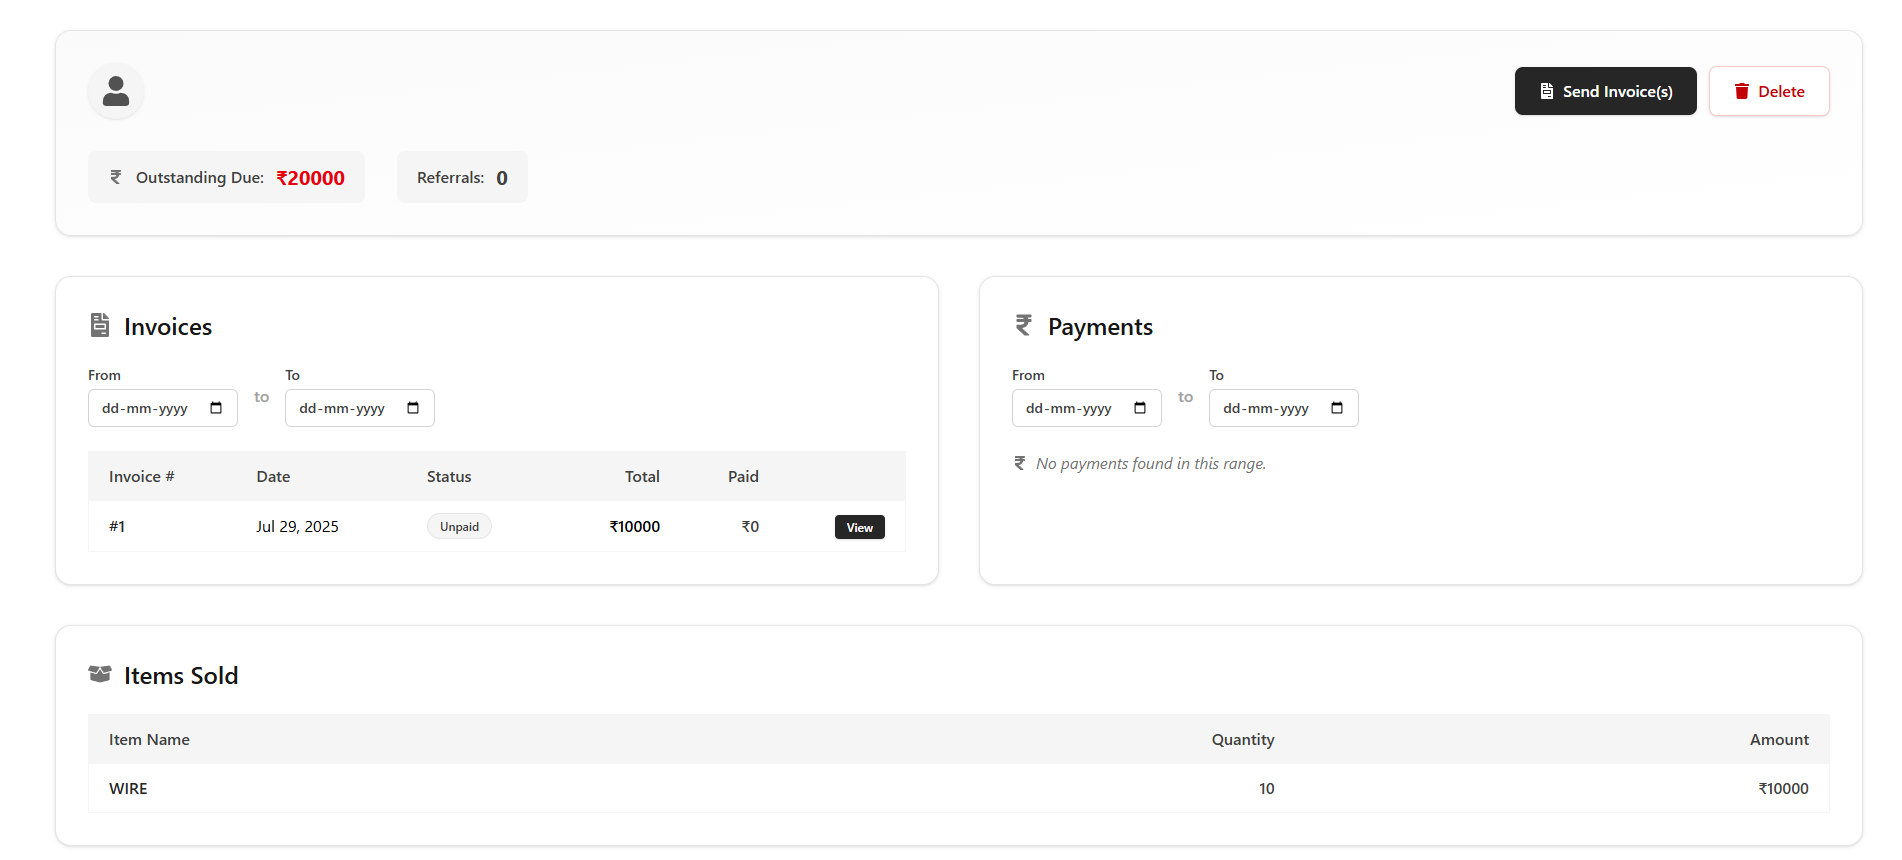 Send Invoice(s) Delete
₹ Outstanding Due: ₹20000 Referrals: 0
Invoices
From To
dd-mm-yyyy to dd-mm-yyyy
Invoice # Date Status Total Paid
#1 Jul 29, 2025 Unpaid ₹10000 ₹0 View
₹ Payments
From To
dd-mm-yyyy to dd-mm-yyyy
₹ No payments found in this range.
Items Sold
Item Name Quantity Amount
WIRE 10 ₹10000